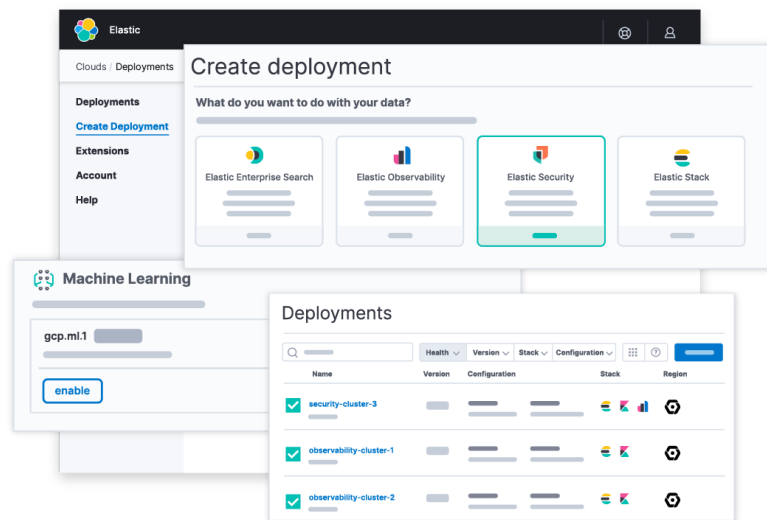 Elastic
Clouds / Deployments
Deployments
Create Deployment
Extensions
Account
Help
Create deployment
What do you want to do with your data?
Elastic Enterprise Search
Elastic Observability
Elastic Security
Elastic Stack
Machine Learning
gcp.ml.1
enable
Deployments
Health Version Stack Configuration
Name Version Configuration Stack Region
security-cluster-3
observability-cluster-1
observability-cluster-2